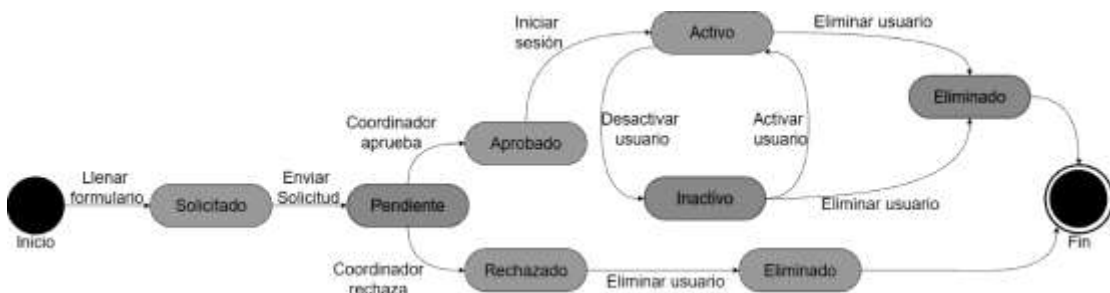 Iniciar
sesión
Activo
Eliminar usuario
Eliminado
Desactivar
usuario
Activar
usuario
Coordinador
aprueba
Aprobado
Llenar
formulario
Enviar
Solicitud
Solicitado
Pendiente
Inactivo
Eliminar usuario
Inicio
Fin
Coordinador
rechaza
Rechazado
Eliminar usuario
Eliminado